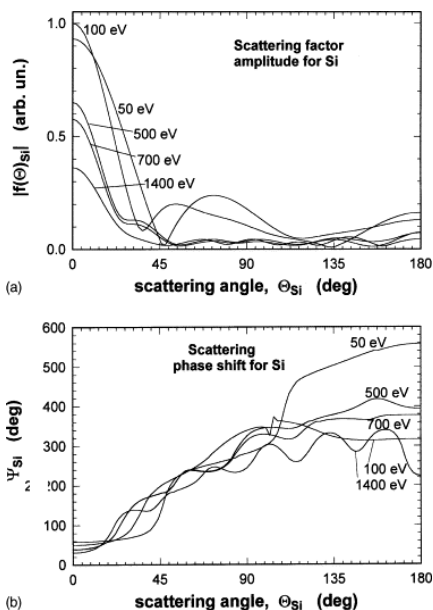 1.0
100 eV
Scattering factor
amplitude for Si
|f(Θ)Si| (arb. un.)
50 eV
0.5
500 eV
700 eV
1400 eV
0.0
0 45 90 135 180
(a) scattering angle, ΘSi (deg)
600
Scattering
phase shift for Si
50 eV
500
500 eV
400
ΨSi (deg)
700 eV
300
100 eV
200
1400 eV
100
0
0 45 90 135 180
(b) scattering angle, ΘSi (deg)